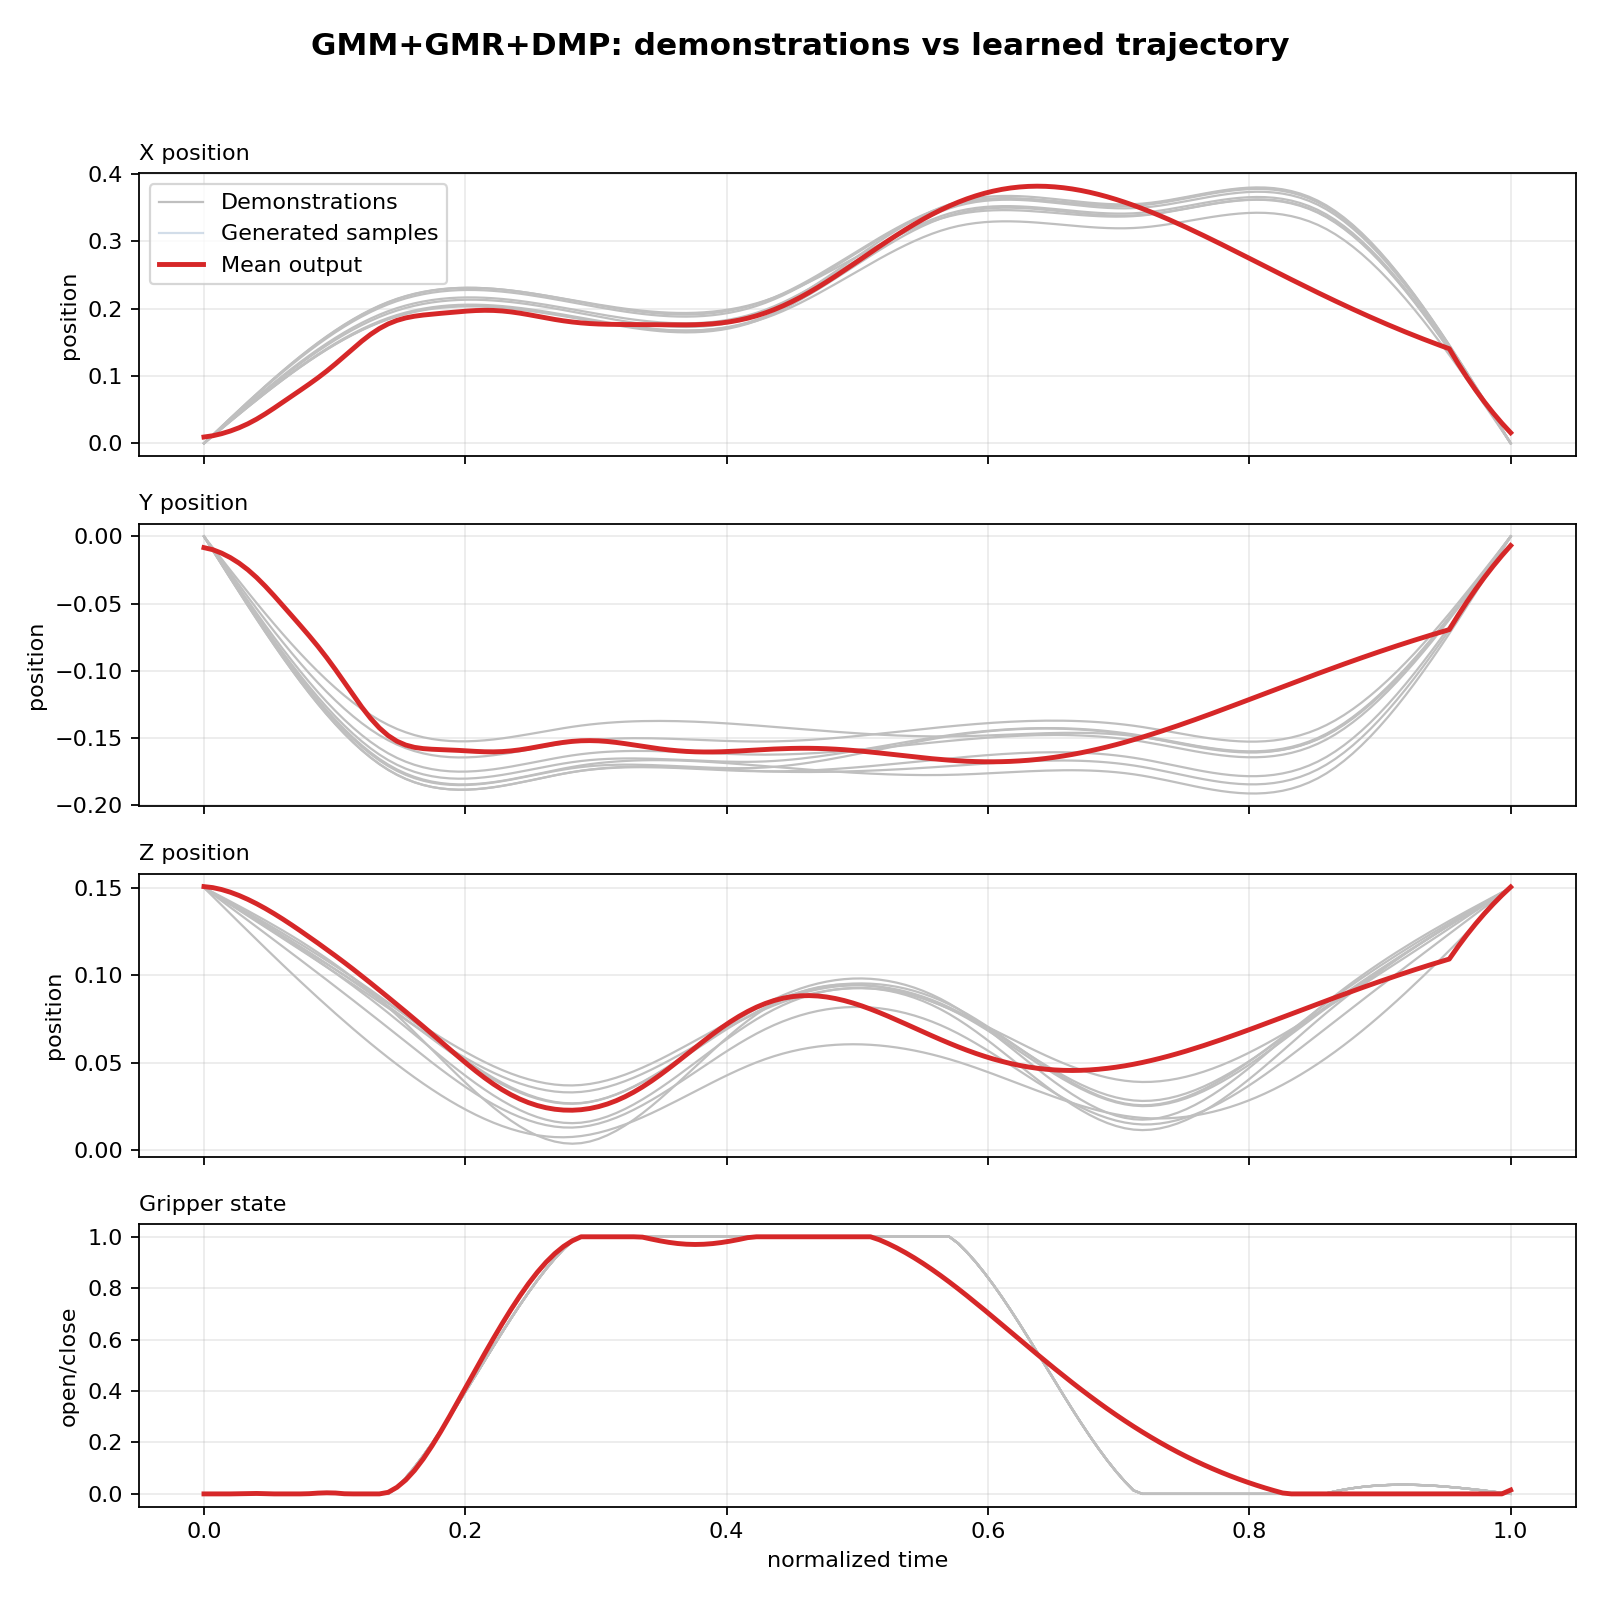 GMM+GMR+DMP: demonstrations vs learned trajectory
X position
0.4
0.3
0.2
0.1
0.0
position
Demonstrations
Generated samples
Mean output
Y position
0.00
−0.05
−0.10
−0.15
−0.20
position
Z position
0.15
0.10
0.05
0.00
position
Gripper state
1.0
0.8
0.6
0.4
0.2
0.0
open/close
0.0 0.2 0.4 0.6 0.8 1.0
normalized time